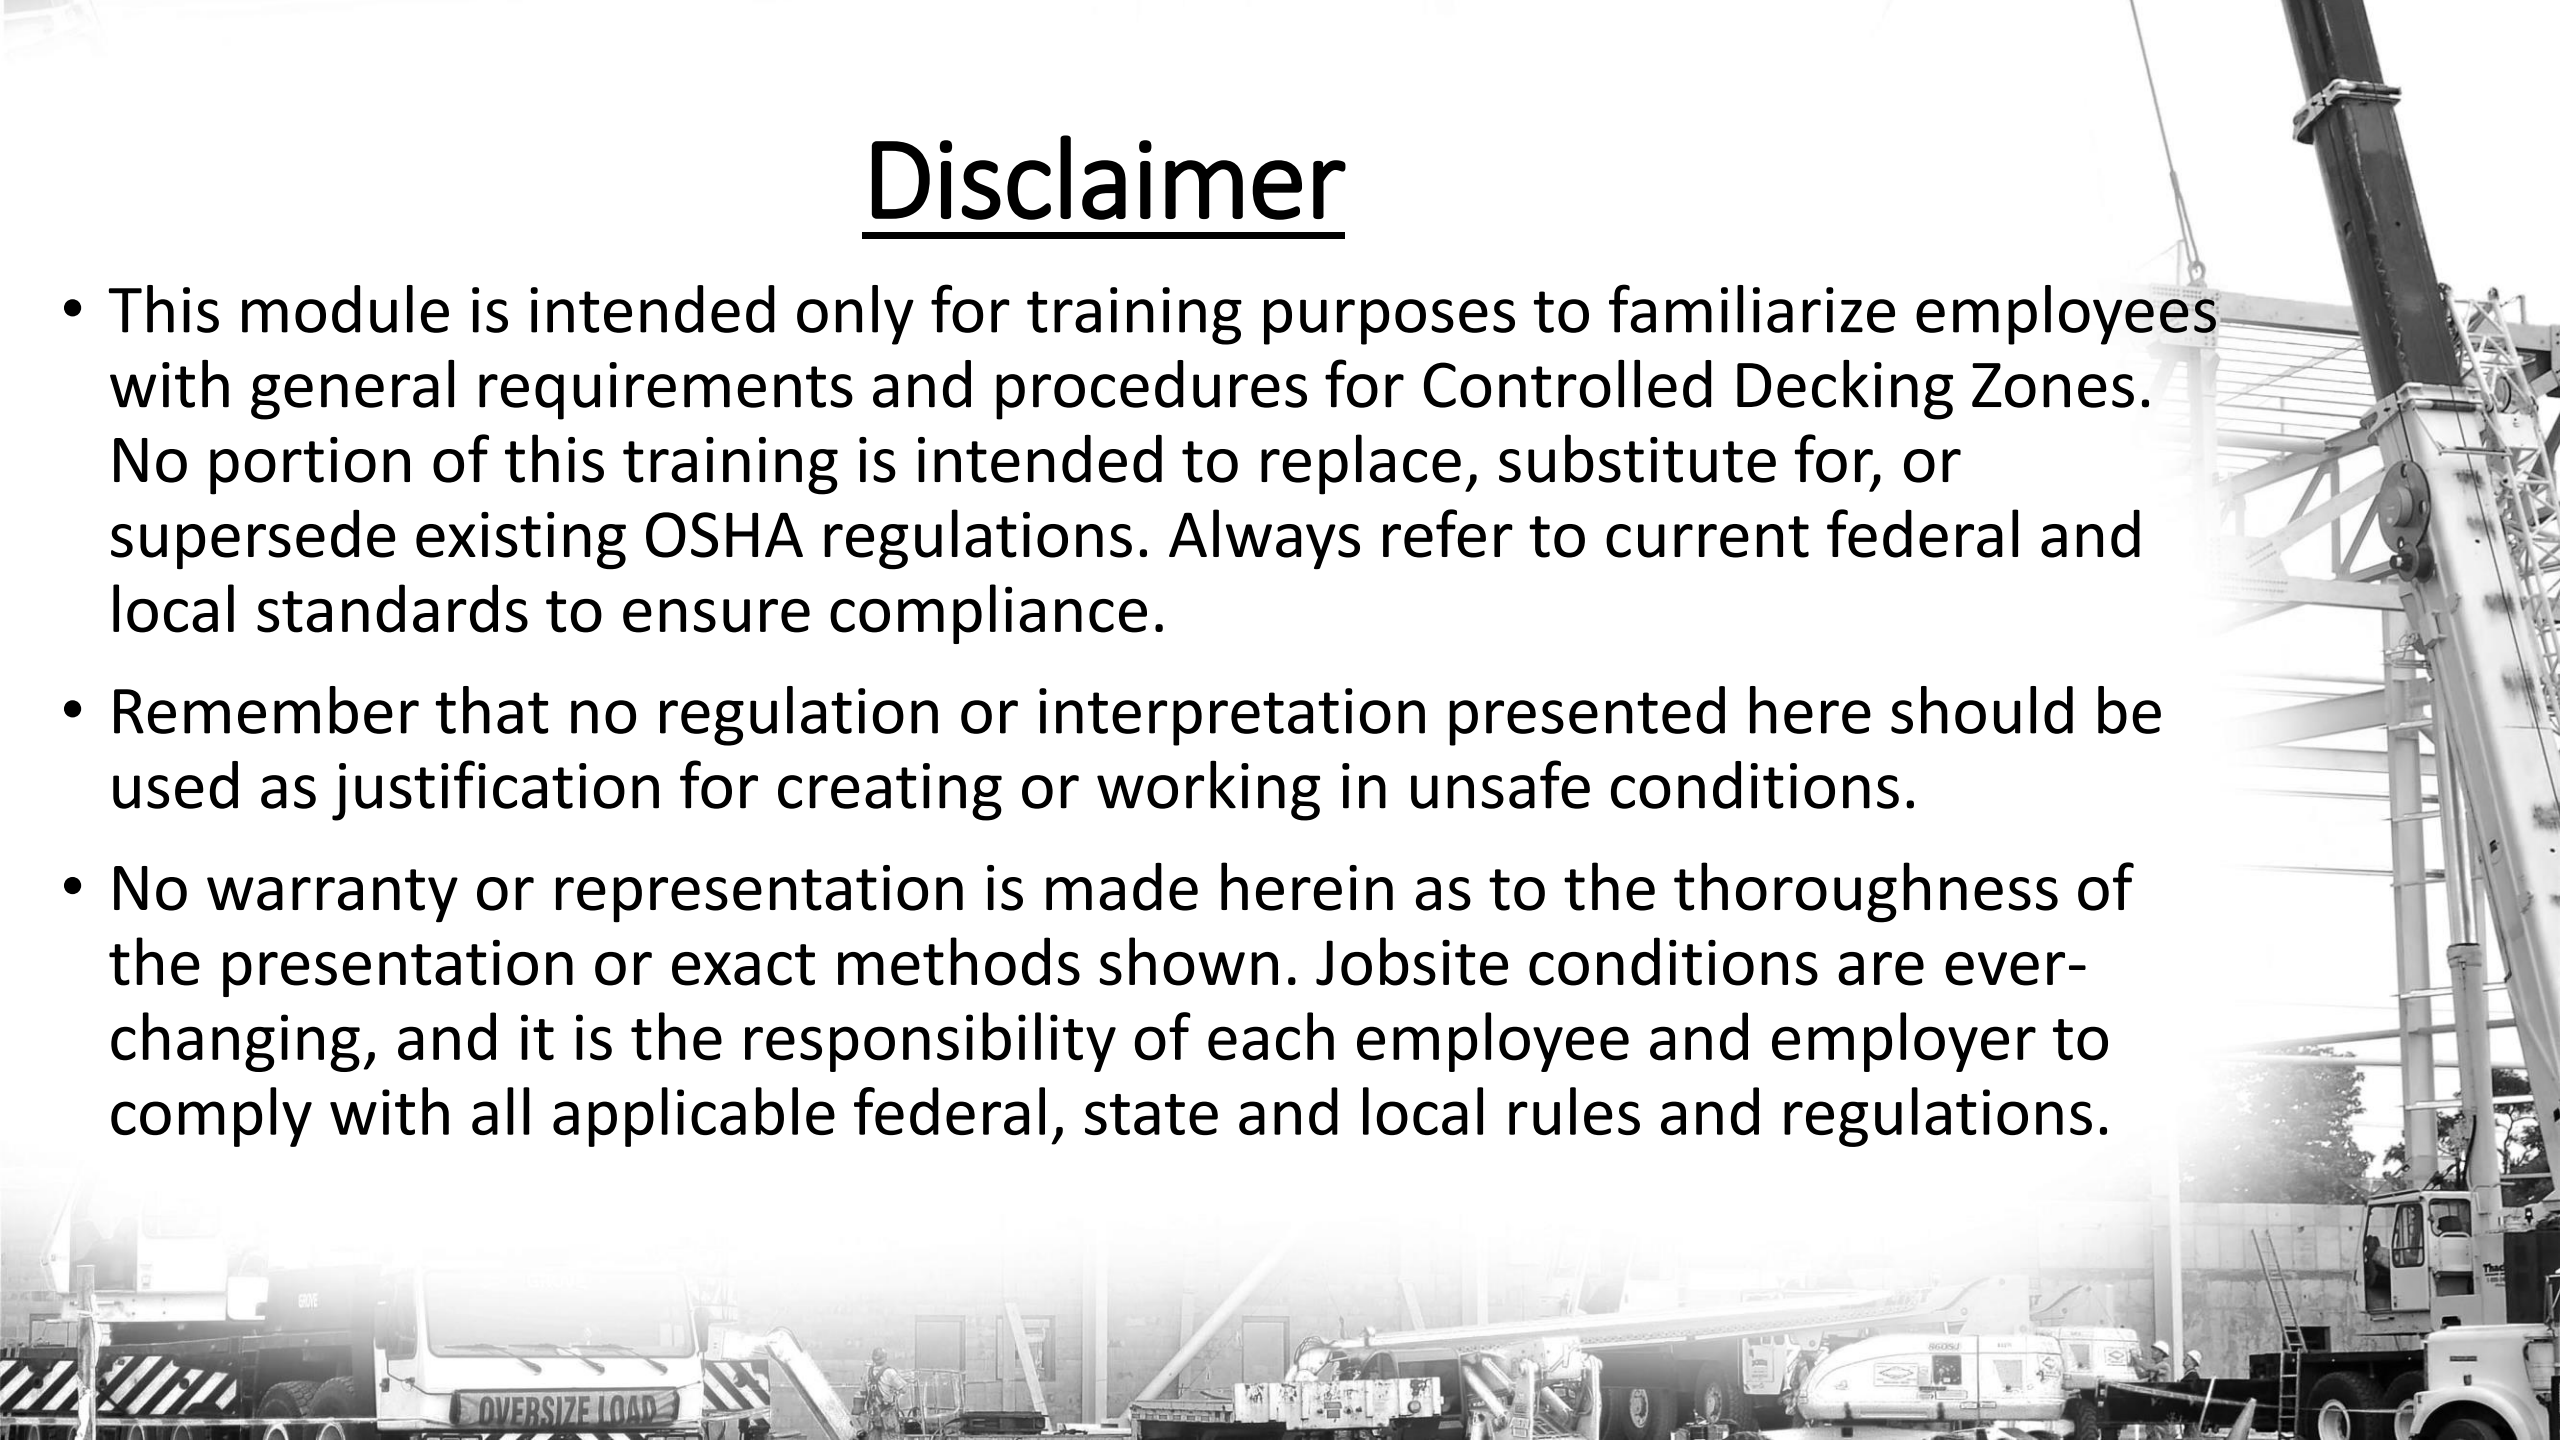 Disclaimer
• This module is intended only for training purposes to familiarize employees
with general requirements and procedures for Controlled Decking Zones.
No portion of this training is intended to replace, substitute for, or
supersede existing OSHA regulations. Always refer to current federal and
local standards to ensure compliance.
• Remember that no regulation or interpretation presented here should be
used as justification for creating or working in unsafe conditions.
• No warranty or representation is made herein as to the thoroughness of
the presentation or exact methods shown. Jobsite conditions are ever-
changing, and it is the responsibility of each employee and employer to
comply with all applicable federal, state and local rules and regulations.
GROVE
OVERSIZE LOAD